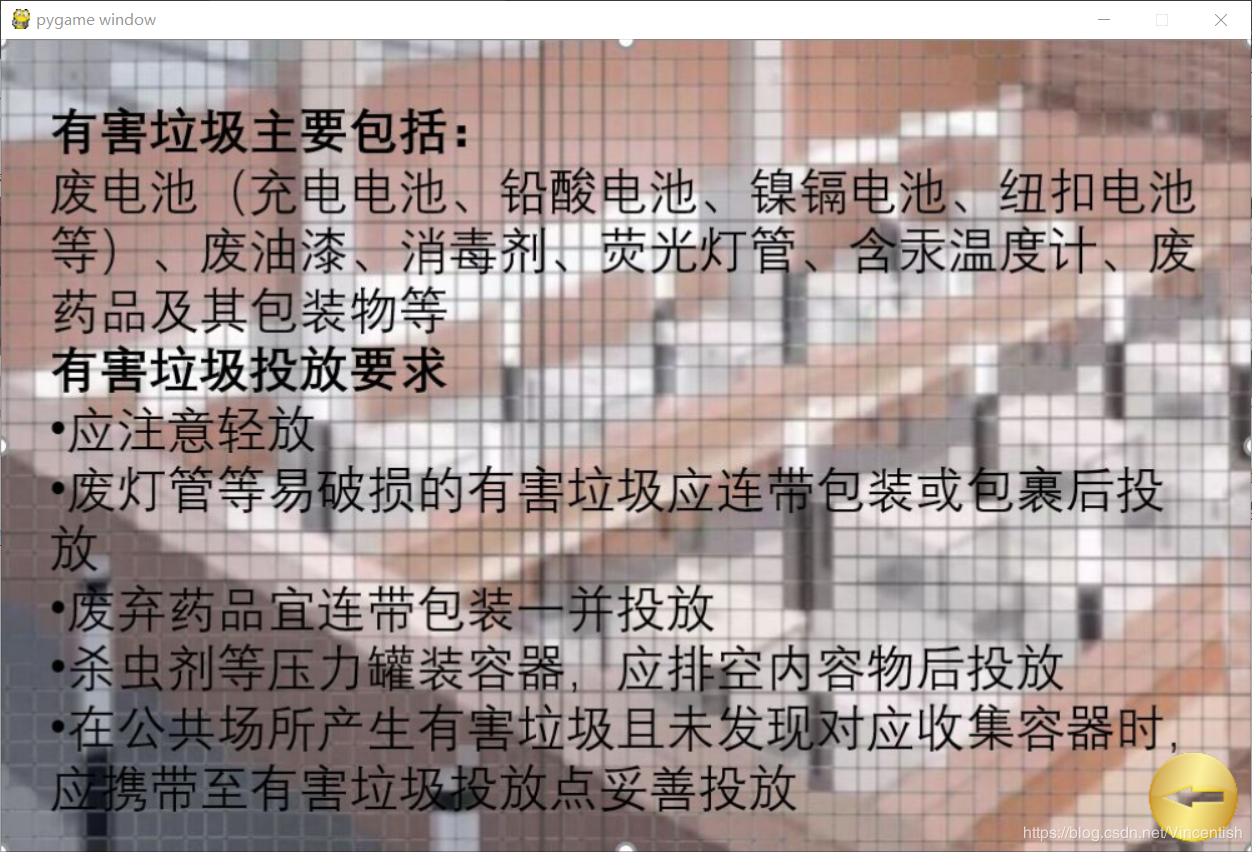 pygame window
有害垃圾主要包括：
废电池（充电电池、铅酸电池、镍镉电池、纽扣电池
等）、废油漆、消毒剂、荧光灯管、含汞温度计、废
药品及其包装物等
有害垃圾投放要求
•应注意轻放
•废灯管等易破损的有害垃圾应连带包装或包裹后投
放
•废弃药品宜连带包装一并投放
•杀虫剂等压力罐装容器，应排空内容物后投放
•在公共场所产生有害垃圾且未发现对应收集容器时，
应携带至有害垃圾投放点妥善投放
https://blog.csdn.net/Vincentish